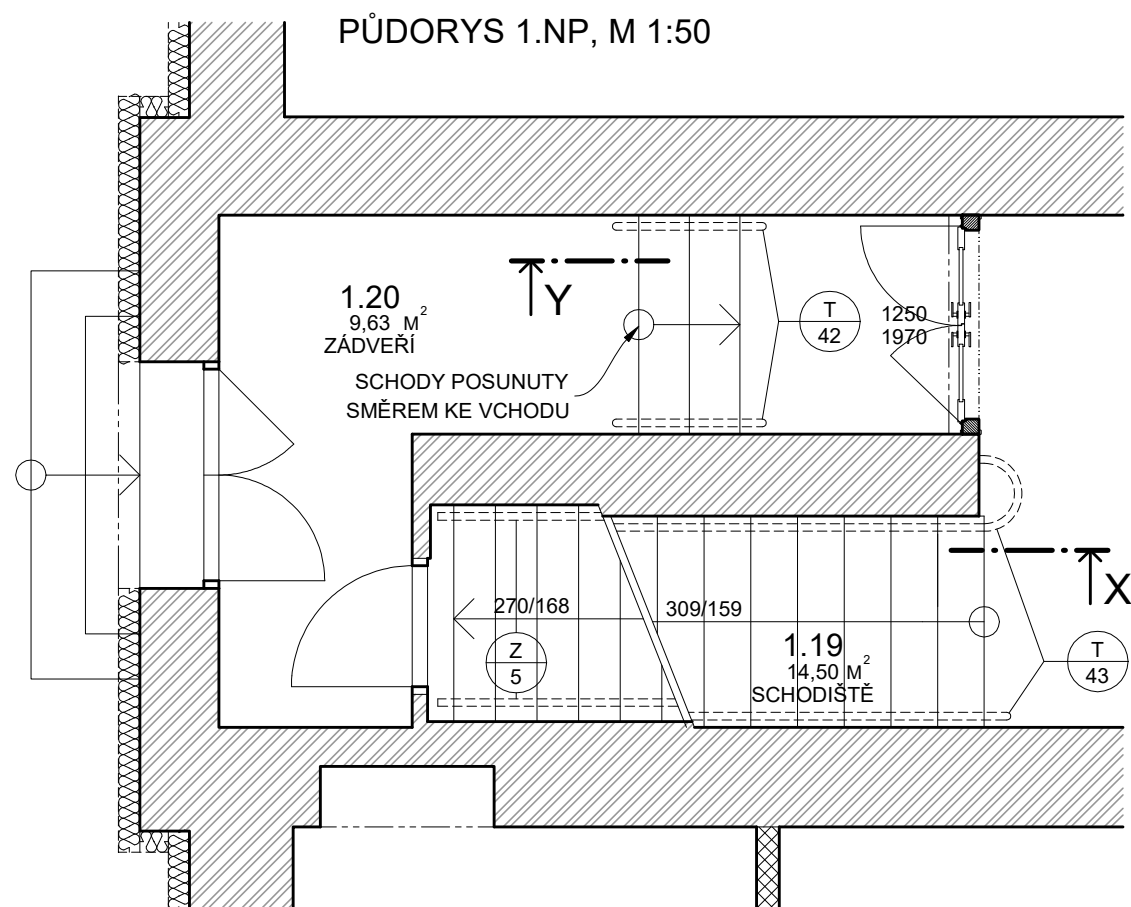 PŮDORYS 1.NP, M 1:50
Y
1.20
9,63 M²
ZÁDVEŘÍ
SCHODY POSUNUTY
SMĚREM KE VCHODU
T
42
1250
1970
X
270/168
309/159
Z
5
1.19
14,50 M²
SCHODIŠTĚ
T
43